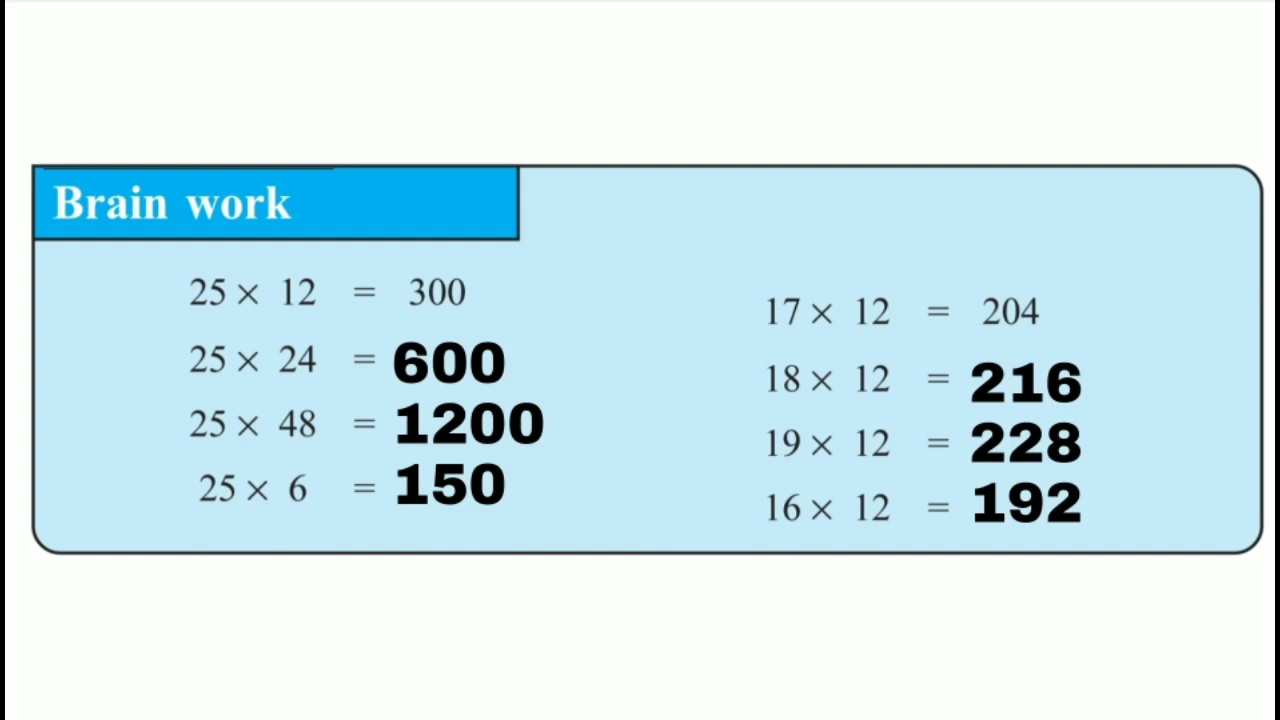 Brain work
25 × 12 = 300
25 × 24 = 600
25 × 48 = 1200
25 × 6 = 150
17 × 12 = 204
18 × 12 = 216
19 × 12 = 228
16 × 12 = 192